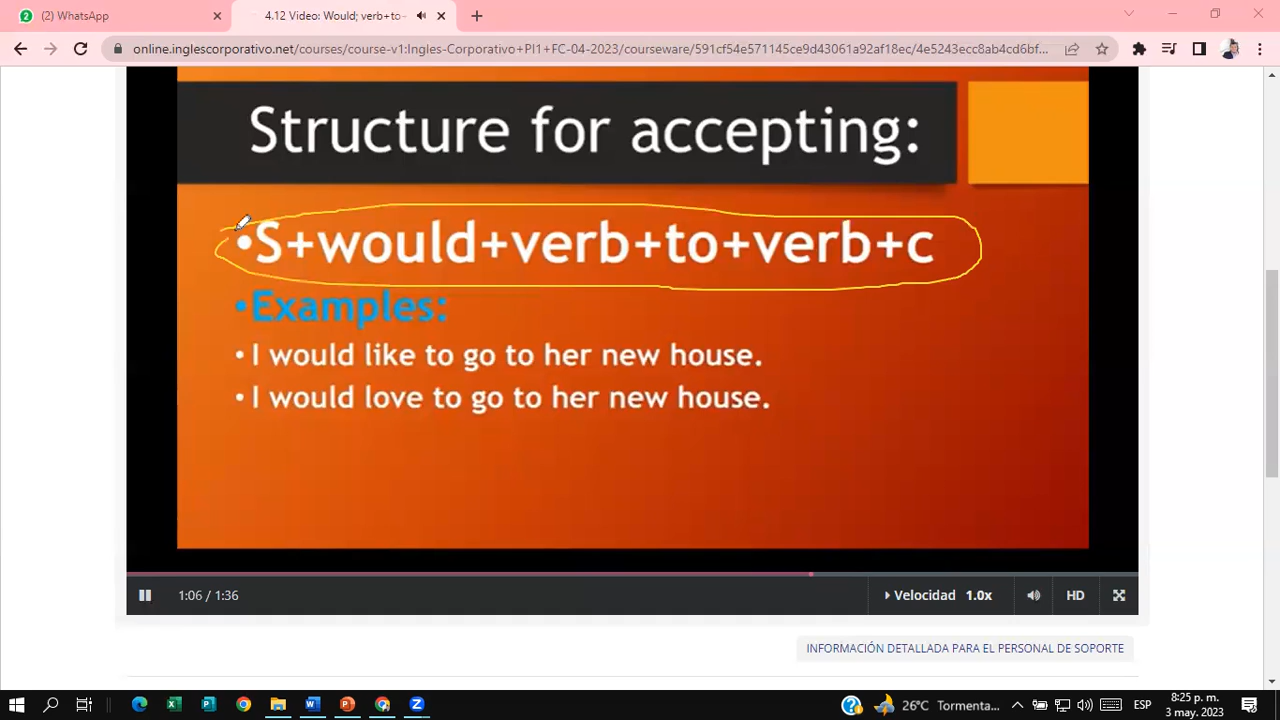 2 (2) WhatsApp
4.12 Video: Would; verb+to-
online.inglescorporativo.net/courses/course-v1:Ingles-Corporativo+PI1+FC-04-2023/courseware/591cf54e571145ce9d43061a92af18ec/4e5243ecc8ab4cd6bf...
Structure for accepting:
•S+would+verb+to+verb+c
•Examples:
• I would like to go to her new house.
• I would love to go to her new house.
1:06 / 1:36
Velocidad 1.0x
HD
INFORMACIÓN DETALLADA PARA EL PERSONAL DE SOPORTE
26°C Tormenta...
ESP
8:25 p. m.
3 may. 2023